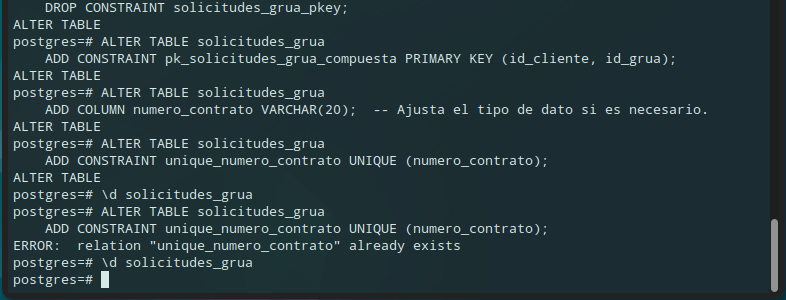 DROP CONSTRAINT solicitudes_grua_pkey;
ALTER TABLE
postgres=# ALTER TABLE solicitudes_grua
    ADD CONSTRAINT pk_solicitudes_grua_compuesta PRIMARY KEY (id_cliente, id_grua);
ALTER TABLE
postgres=# ALTER TABLE solicitudes_grua
    ADD COLUMN numero_contrato VARCHAR(20);  -- Ajusta el tipo de dato si es necesario.
ALTER TABLE
postgres=# ALTER TABLE solicitudes_grua
    ADD CONSTRAINT unique_numero_contrato UNIQUE (numero_contrato);
ALTER TABLE
postgres=# \d solicitudes_grua
postgres=# ALTER TABLE solicitudes_grua
    ADD CONSTRAINT unique_numero_contrato UNIQUE (numero_contrato);
ERROR:  relation "unique_numero_contrato" already exists
postgres=# \d solicitudes_grua
postgres=#